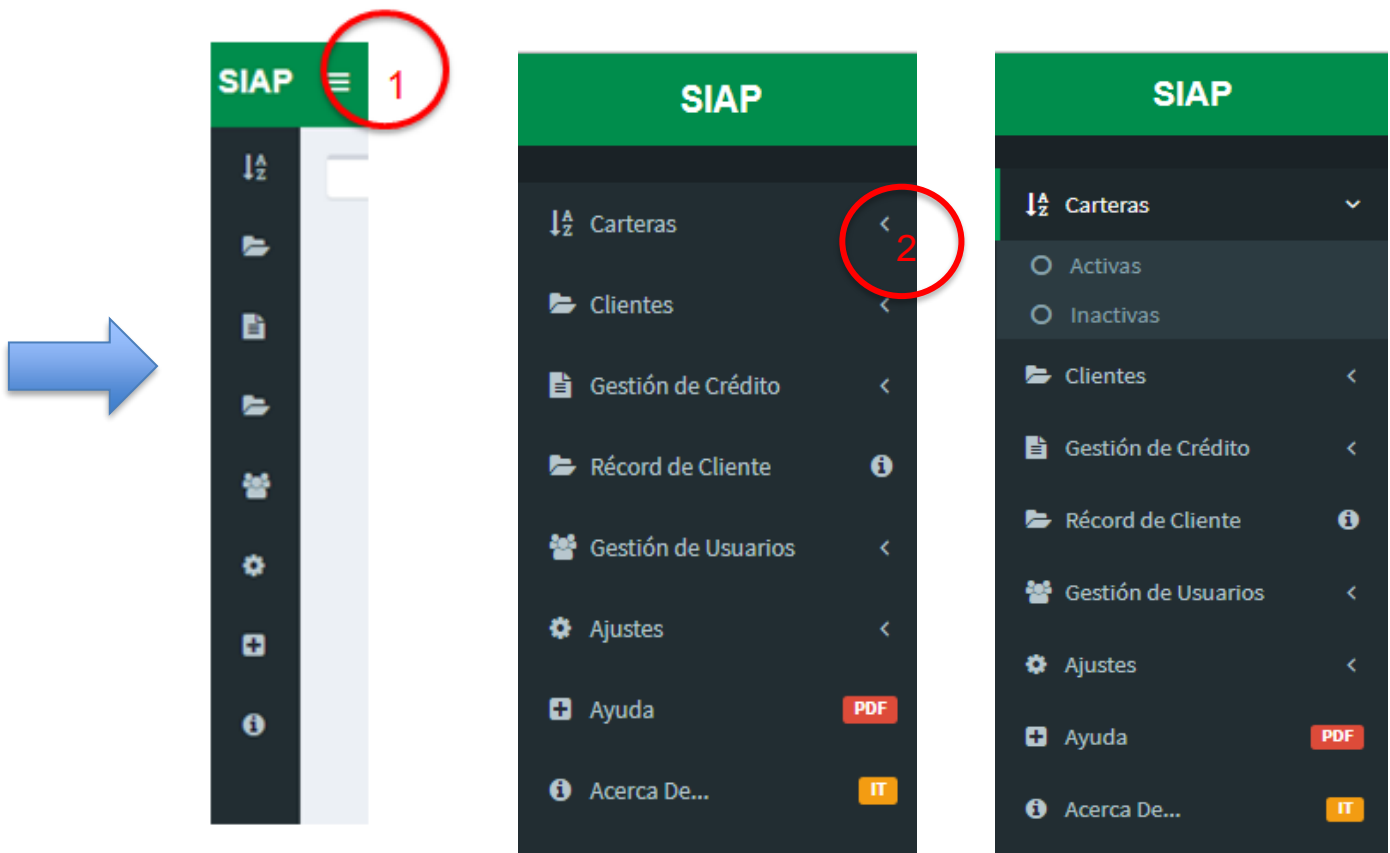 SIAP
1
SIAP
Carteras
2
Clientes
Gestión de Crédito
Récord de Cliente
Gestión de Usuarios
Ajustes
Ayuda PDF
Acerca De... IT
SIAP
Carteras
Activas
Inactivas
Clientes
Gestión de Crédito
Récord de Cliente
Gestión de Usuarios
Ajustes
Ayuda PDF
Acerca De... IT